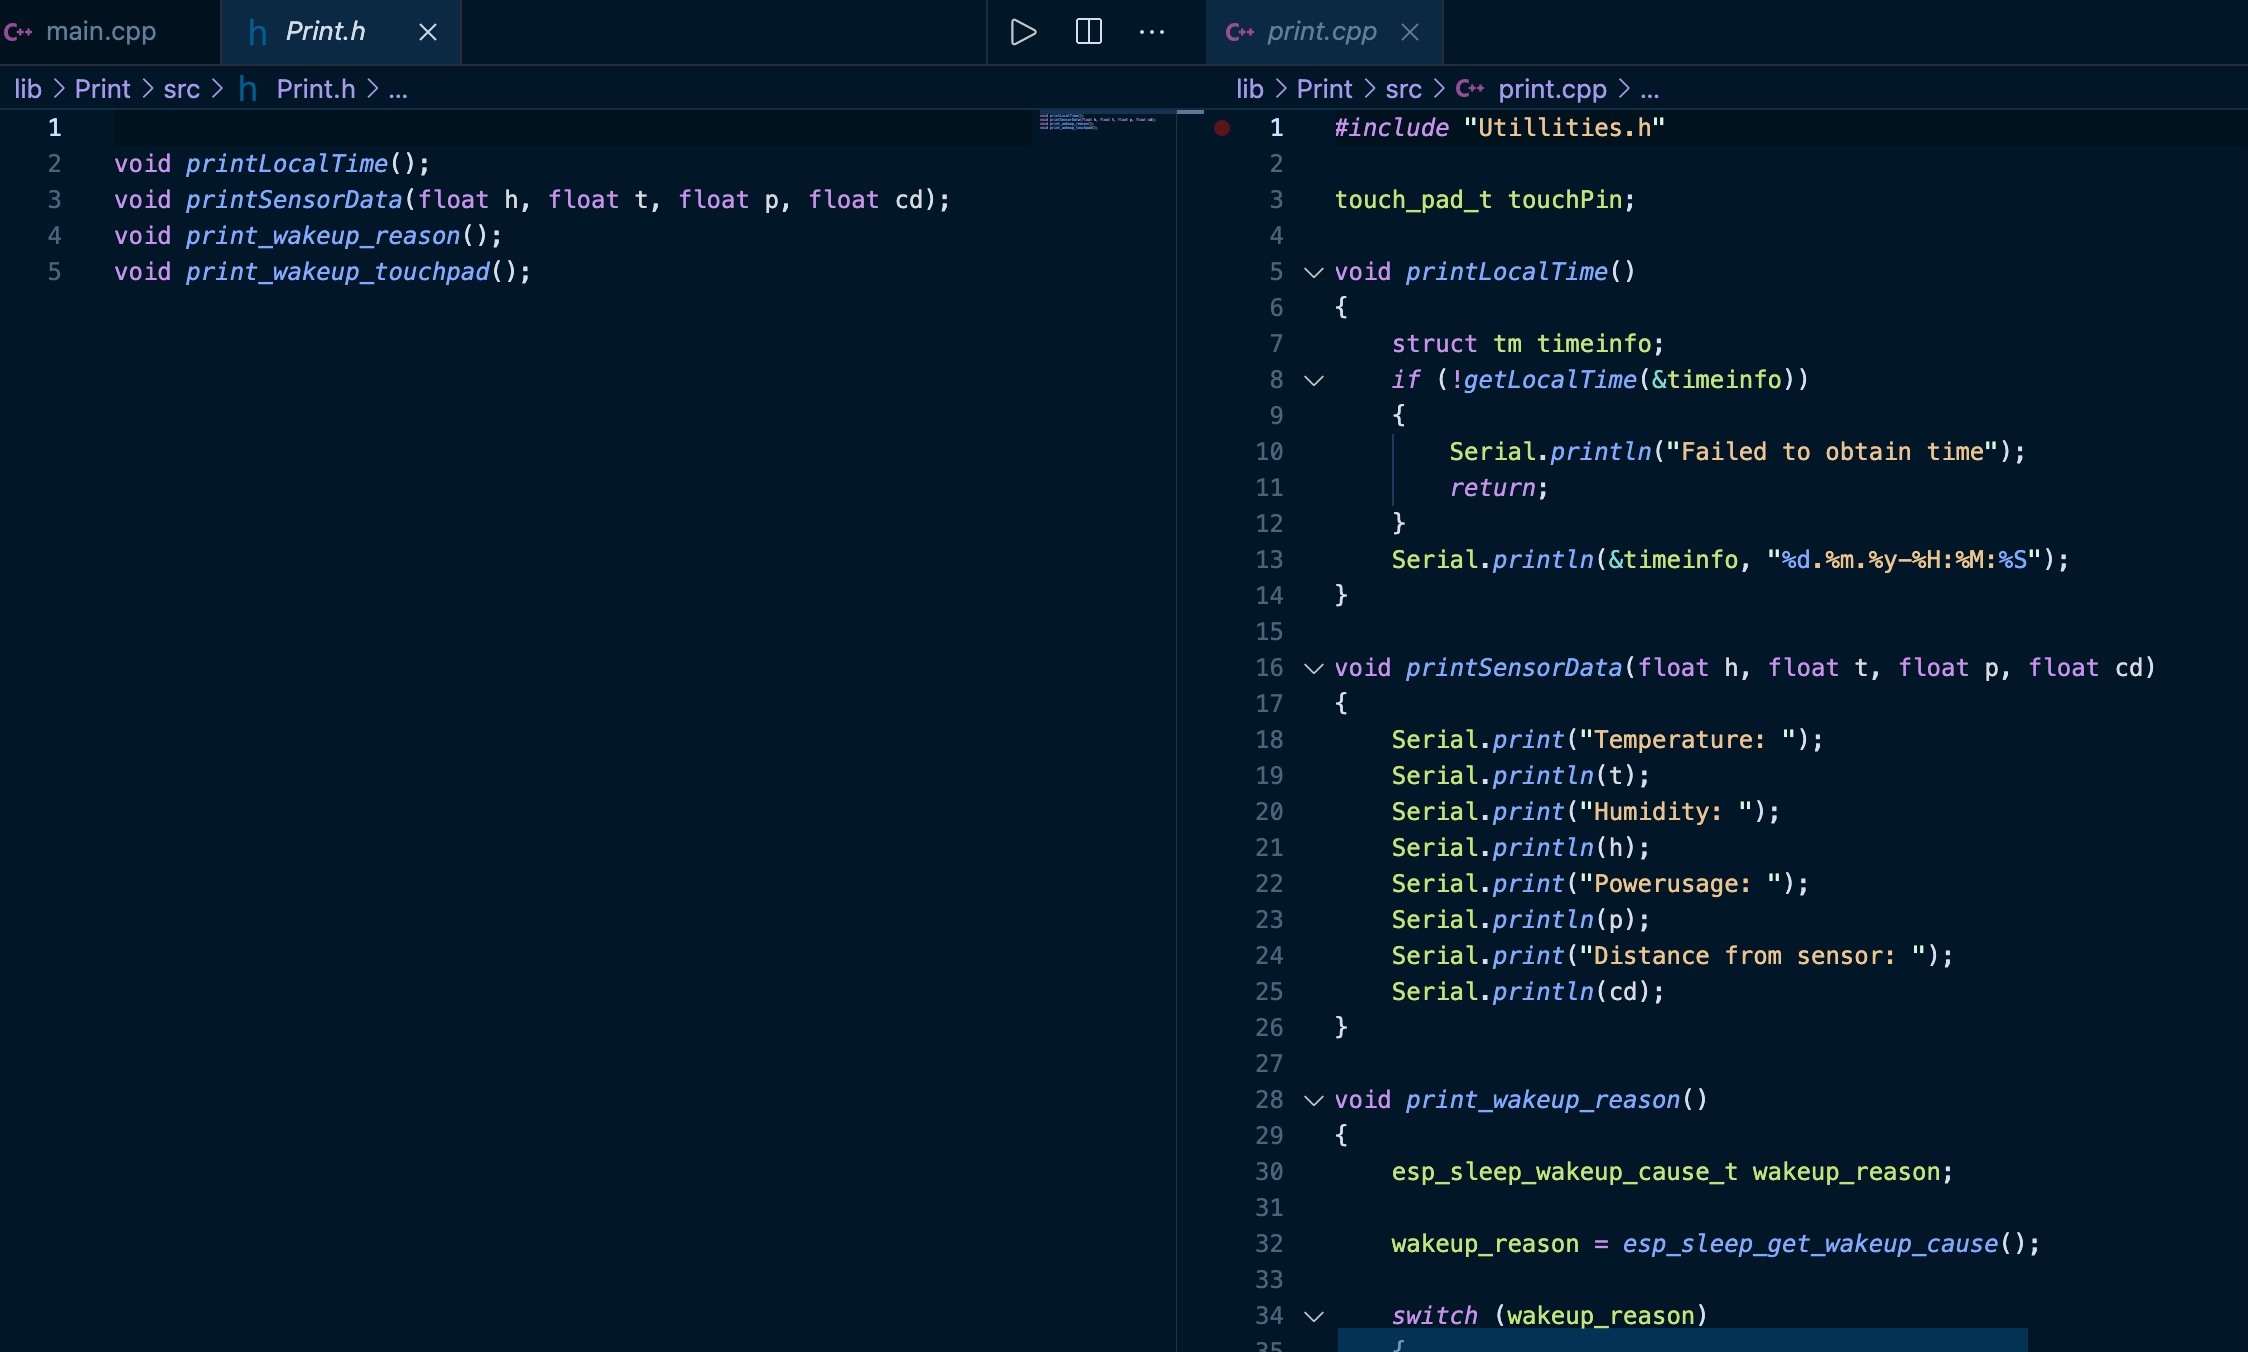 C++ main.cpp
h Print.h
lib > Print > src > h Print.h > ...
1
2 void printLocalTime();
3 void printSensorData(float h, float t, float p, float cd);
4 void print_wakeup_reason();
5 void print_wakeup_touchpad();
C++ print.cpp
lib > Print > src > C++ print.cpp > ...
1 #include "Utillities.h"
2
3 touch_pad_t touchPin;
4
5 void printLocalTime()
6 {
7 struct tm timeinfo;
8 if (!getLocalTime(&timeinfo))
9 {
10 Serial.println("Failed to obtain time");
11 return;
12 }
13 Serial.println(&timeinfo, "%d.%m.%y-%H:%M:%S");
14 }
15
16 void printSensorData(float h, float t, float p, float cd)
17 {
18 Serial.print("Temperature: ");
19 Serial.println(t);
20 Serial.print("Humidity: ");
21 Serial.println(h);
22 Serial.print("Powerusage: ");
23 Serial.println(p);
24 Serial.print("Distance from sensor: ");
25 Serial.println(cd);
26 }
27
28 void print_wakeup_reason()
29 {
30 esp_sleep_wakeup_cause_t wakeup_reason;
31
32 wakeup_reason = esp_sleep_get_wakeup_cause();
33
34 switch (wakeup_reason)
35 {